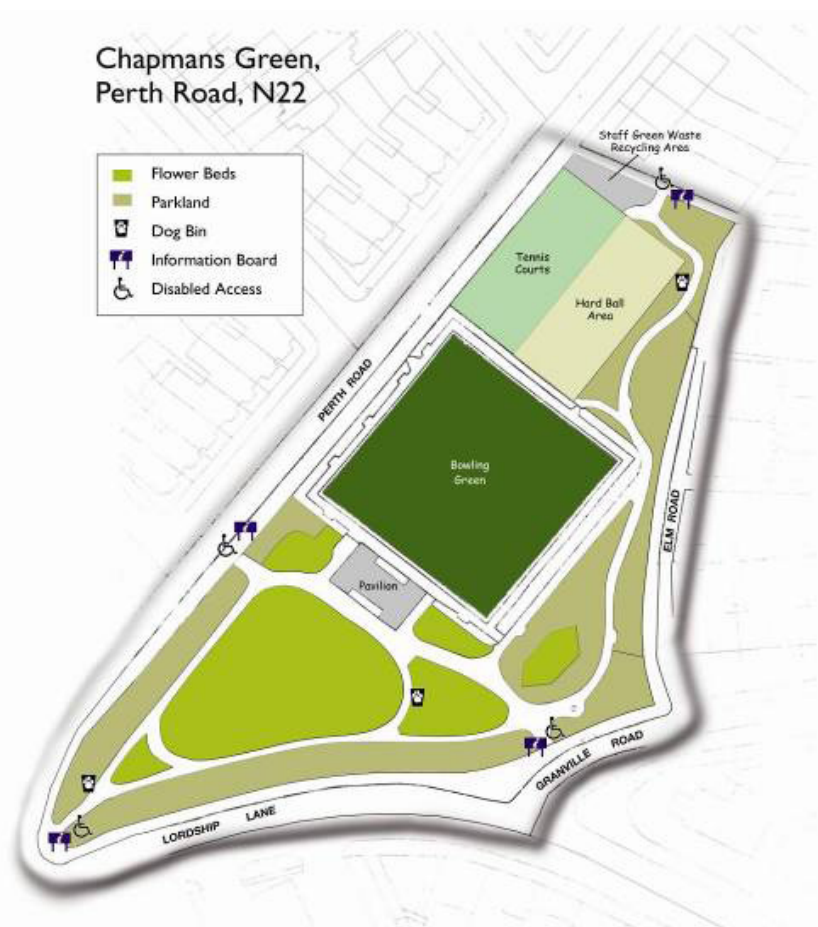 Chapmans Green,
Perth Road, N22
Flower Beds
Parkland
Dog Bin
Information Board
Disabled Access
Staff Green Waste
Recycling Area
Tennis
Courts
Hard Ball
Area
PERTH ROAD
Bowling
Green
ELM ROAD
Pavilion
GRANVILLE ROAD
LORDSHIP LANE